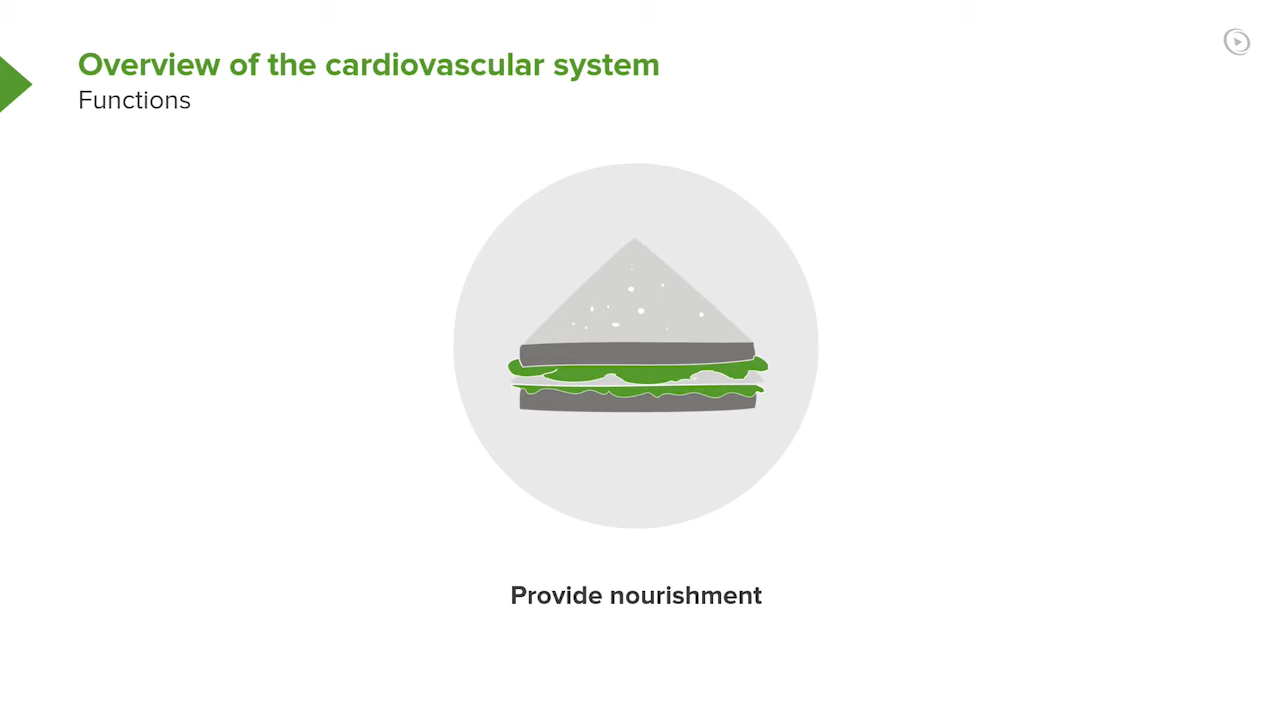 Overview of the cardiovascular system
Functions
Provide nourishment